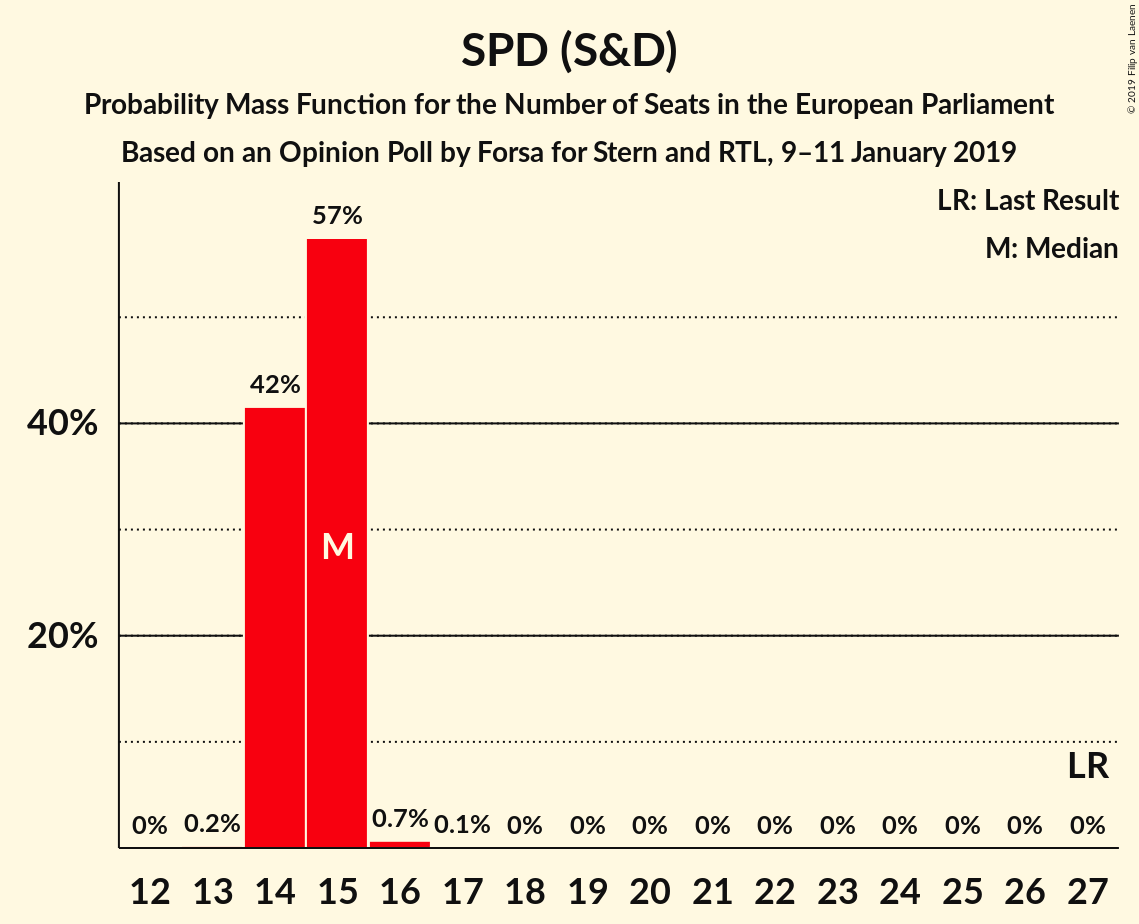 SPD (S&D)
Probability Mass Function for the Number of Seats in the European Parliament
Based on an Opinion Poll by Forsa for Stern and RTL, 9–11 January 2019
© 2019 Filip van Laenen
LR: Last Result
M: Median
57%
42%
40%
M
20%
LR
0% 0.2% 0.7% 0.1% 0% 0% 0% 0% 0% 0% 0% 0% 0% 0%
12 13 14 15 16 17 18 19 20 21 22 23 24 25 26 27